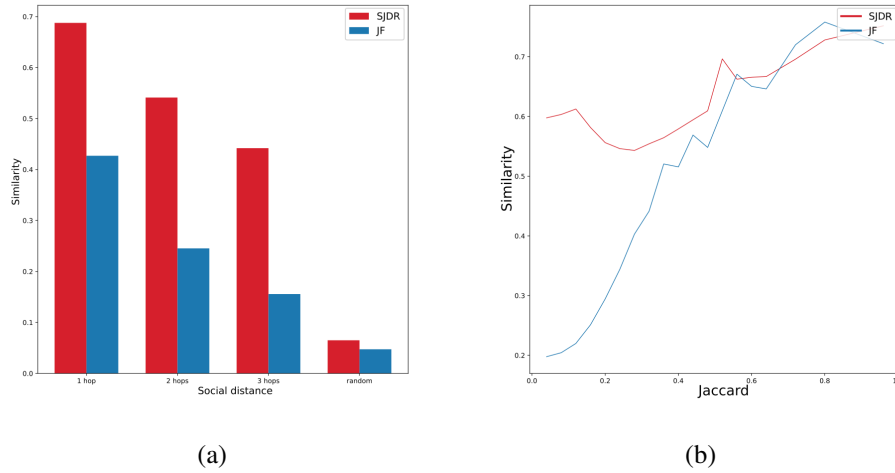 SJDR
JF
0.7
0.6
0.5
0.4
0.3
0.2
0.1
0.0
Similarity
1 hop
2 hops
3 hops
random
Social distance
(a)
SJDR
JF
0.7
0.6
0.5
0.4
0.3
0.2
Similarity
0.0
0.2
0.4
0.6
0.8
Jaccard
(b)